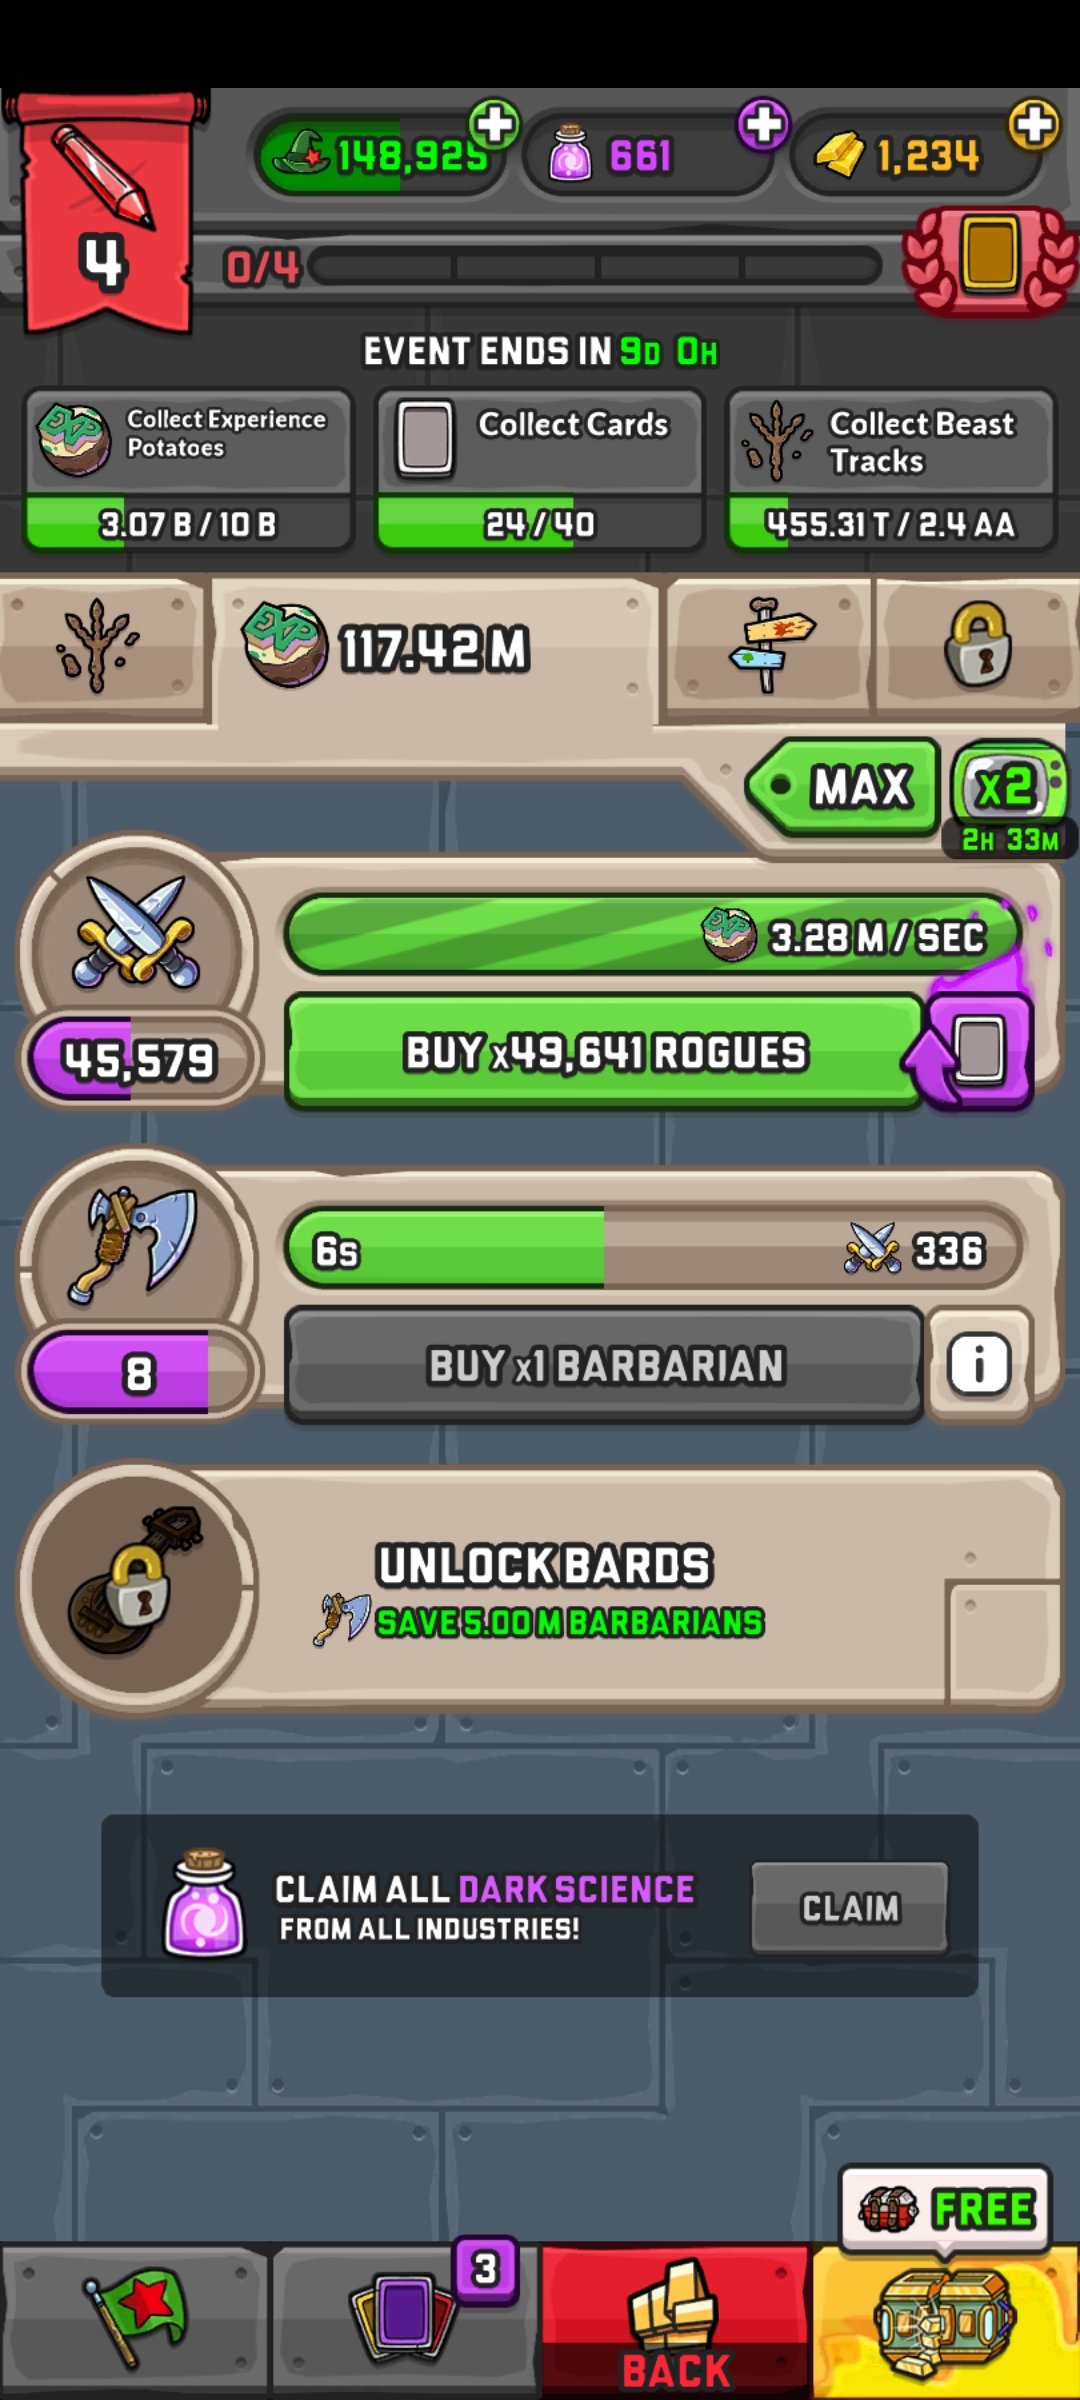 148,925
661
1,234
4
0/4
EVENT ENDS IN 9D 0H
EXP
Collect Experience
Potatoes
3.07 B / 10 B
Collect Cards
24 / 40
Collect Beast
Tracks
455.31 T / 2.4 AA
EXP
117.42 M
MAX
x2
2H 33M
EXP
3.28 M / SEC
45,579
BUY x49,641 ROGUES
6S
336
8
BUY x1 BARBARIAN
i
UNLOCK BARDS
SAVE 5.00 M BARBARIANS
CLAIM ALL DARK SCIENCE
FROM ALL INDUSTRIES!
CLAIM
FREE
3
BACK